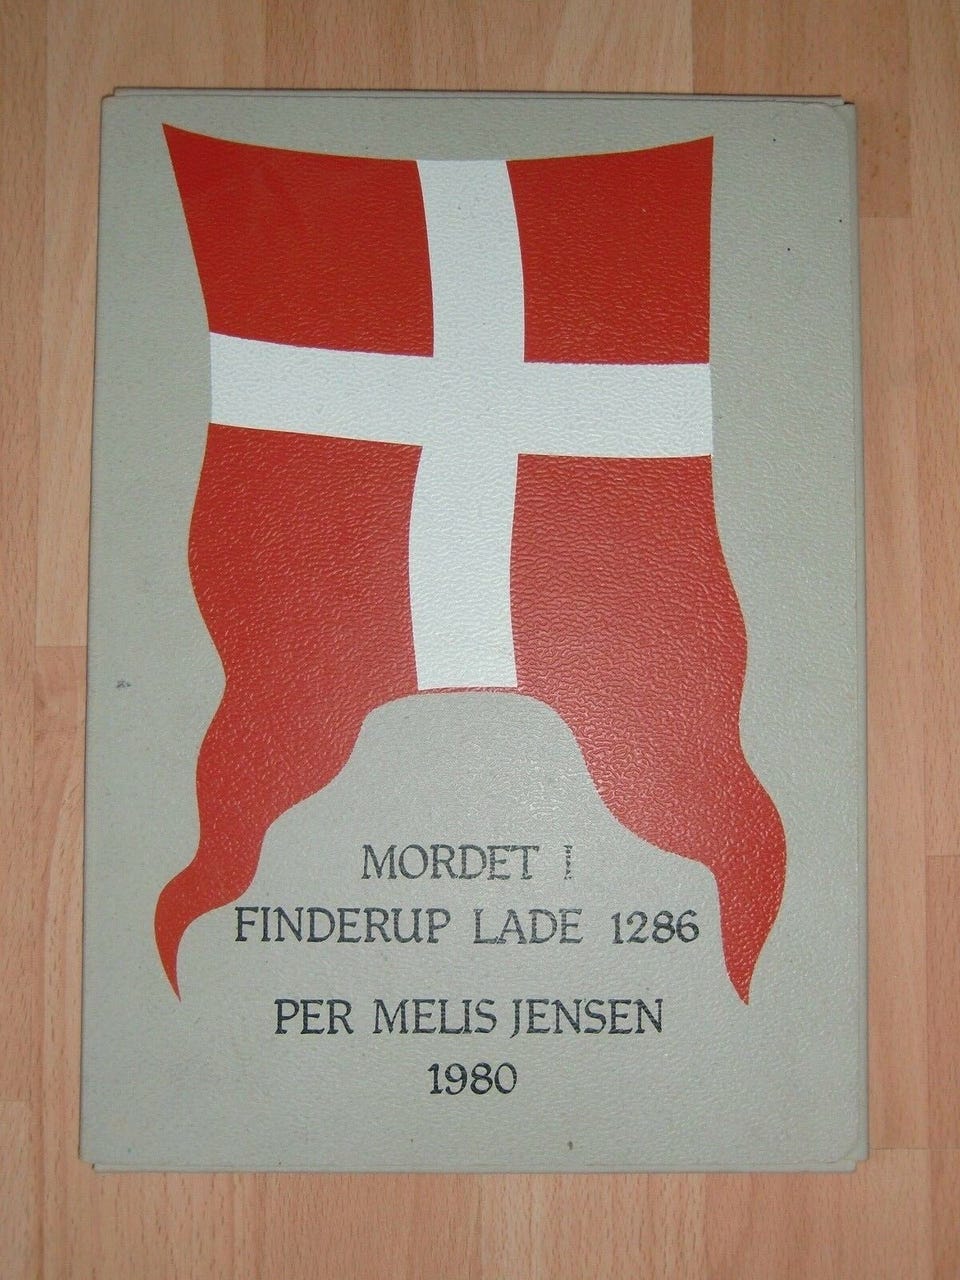 MORDET I
FINDERUP LADE 1286
PER MELIS JENSEN
1980